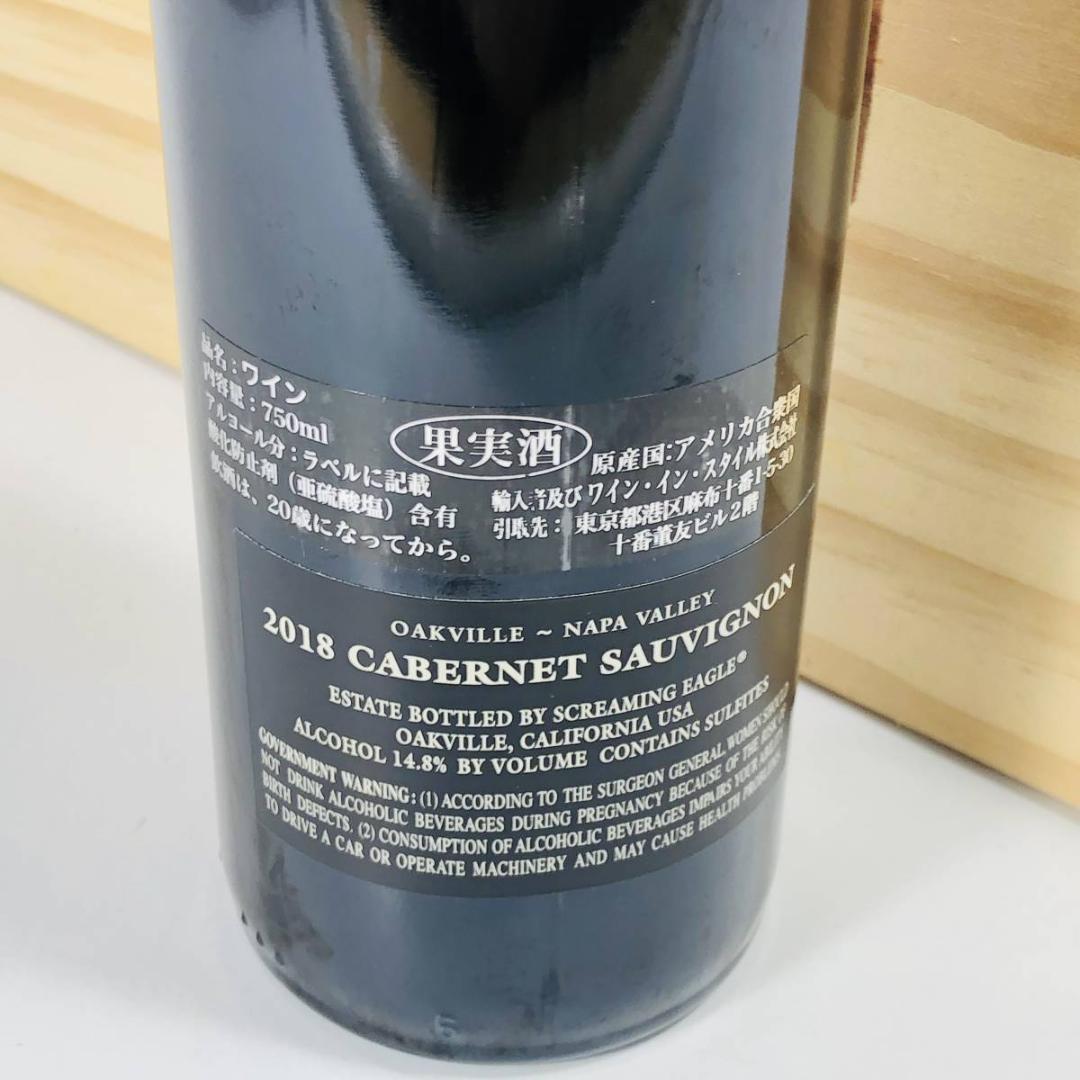 品名：ワイン
内容量：750ml
アルコール分：ラベルに記載
酸化防止剤（亜硫酸塩）含有
飲酒は、20歳になってから。
果実酒
原産国：アメリカ合衆国
輸入者及び ワイン・イン・スタイル株式会社
引取先： 東京都港区麻布十番1-5-30
十番董友ビル2階
OAKVILLE ~ NAPA VALLEY
2018 CABERNET SAUVIGNON
ESTATE BOTTLED BY SCREAMING EAGLE®
OAKVILLE, CALIFORNIA USA
ALCOHOL 14.8% BY VOLUME CONTAINS SULFITES
GOVERNMENT WARNING: (1) ACCORDING TO THE SURGEON GENERAL, WOMEN SHOULD
NOT DRINK ALCOHOLIC BEVERAGES DURING PREGNANCY BECAUSE OF THE RISK OF
BIRTH DEFECTS. (2) CONSUMPTION OF ALCOHOLIC BEVERAGES IMPAIRS YOUR ABILITY
TO DRIVE A CAR OR OPERATE MACHINERY AND MAY CAUSE HEALTH PROBLEMS.